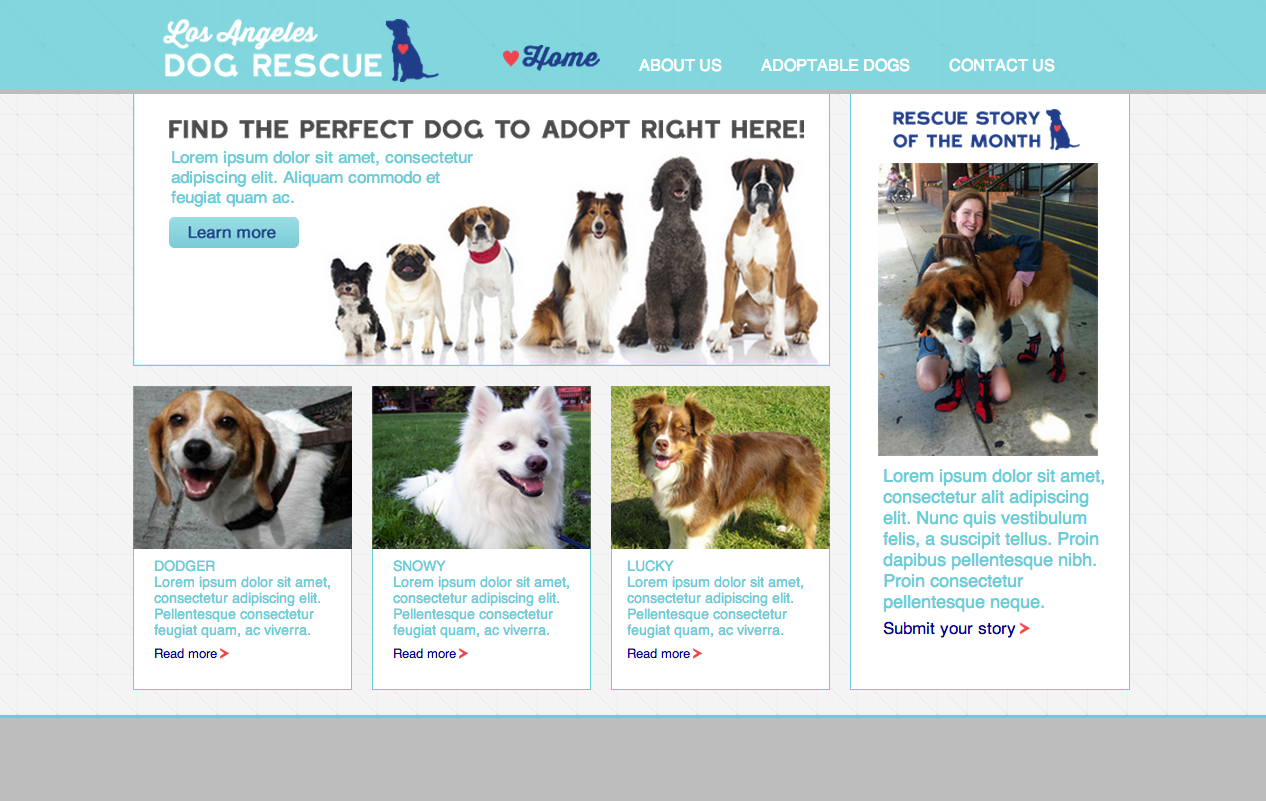 Los Angeles
DOG RESCUE
Home
ABOUT US
ADOPTABLE DOGS
CONTACT US
FIND THE PERFECT DOG TO ADOPT RIGHT HERE!
Lorem ipsum dolor sit amet, consectetur
adipiscing elit. Aliquam commodo et
feugiat quam ac.
Learn more
DODGER
Lorem ipsum dolor sit amet,
consectetur adipiscing elit.
Pellentesque consectetur
feugiat quam, ac viverra.
Read more
SNOWY
Lorem ipsum dolor sit amet,
consectetur adipiscing elit.
Pellentesque consectetur
feugiat quam, ac viverra.
Read more
LUCKY
Lorem ipsum dolor sit amet,
consectetur adipiscing elit.
Pellentesque consectetur
feugiat quam, ac viverra.
Read more
RESCUE STORY
OF THE MONTH
Lorem ipsum dolor sit amet,
consectetur alit adipiscing
elit. Nunc quis vestibulum
felis, a suscipit tellus. Proin
dapibus pellentesque nibh.
Proin consectetur
pellentesque neque.
Submit your story